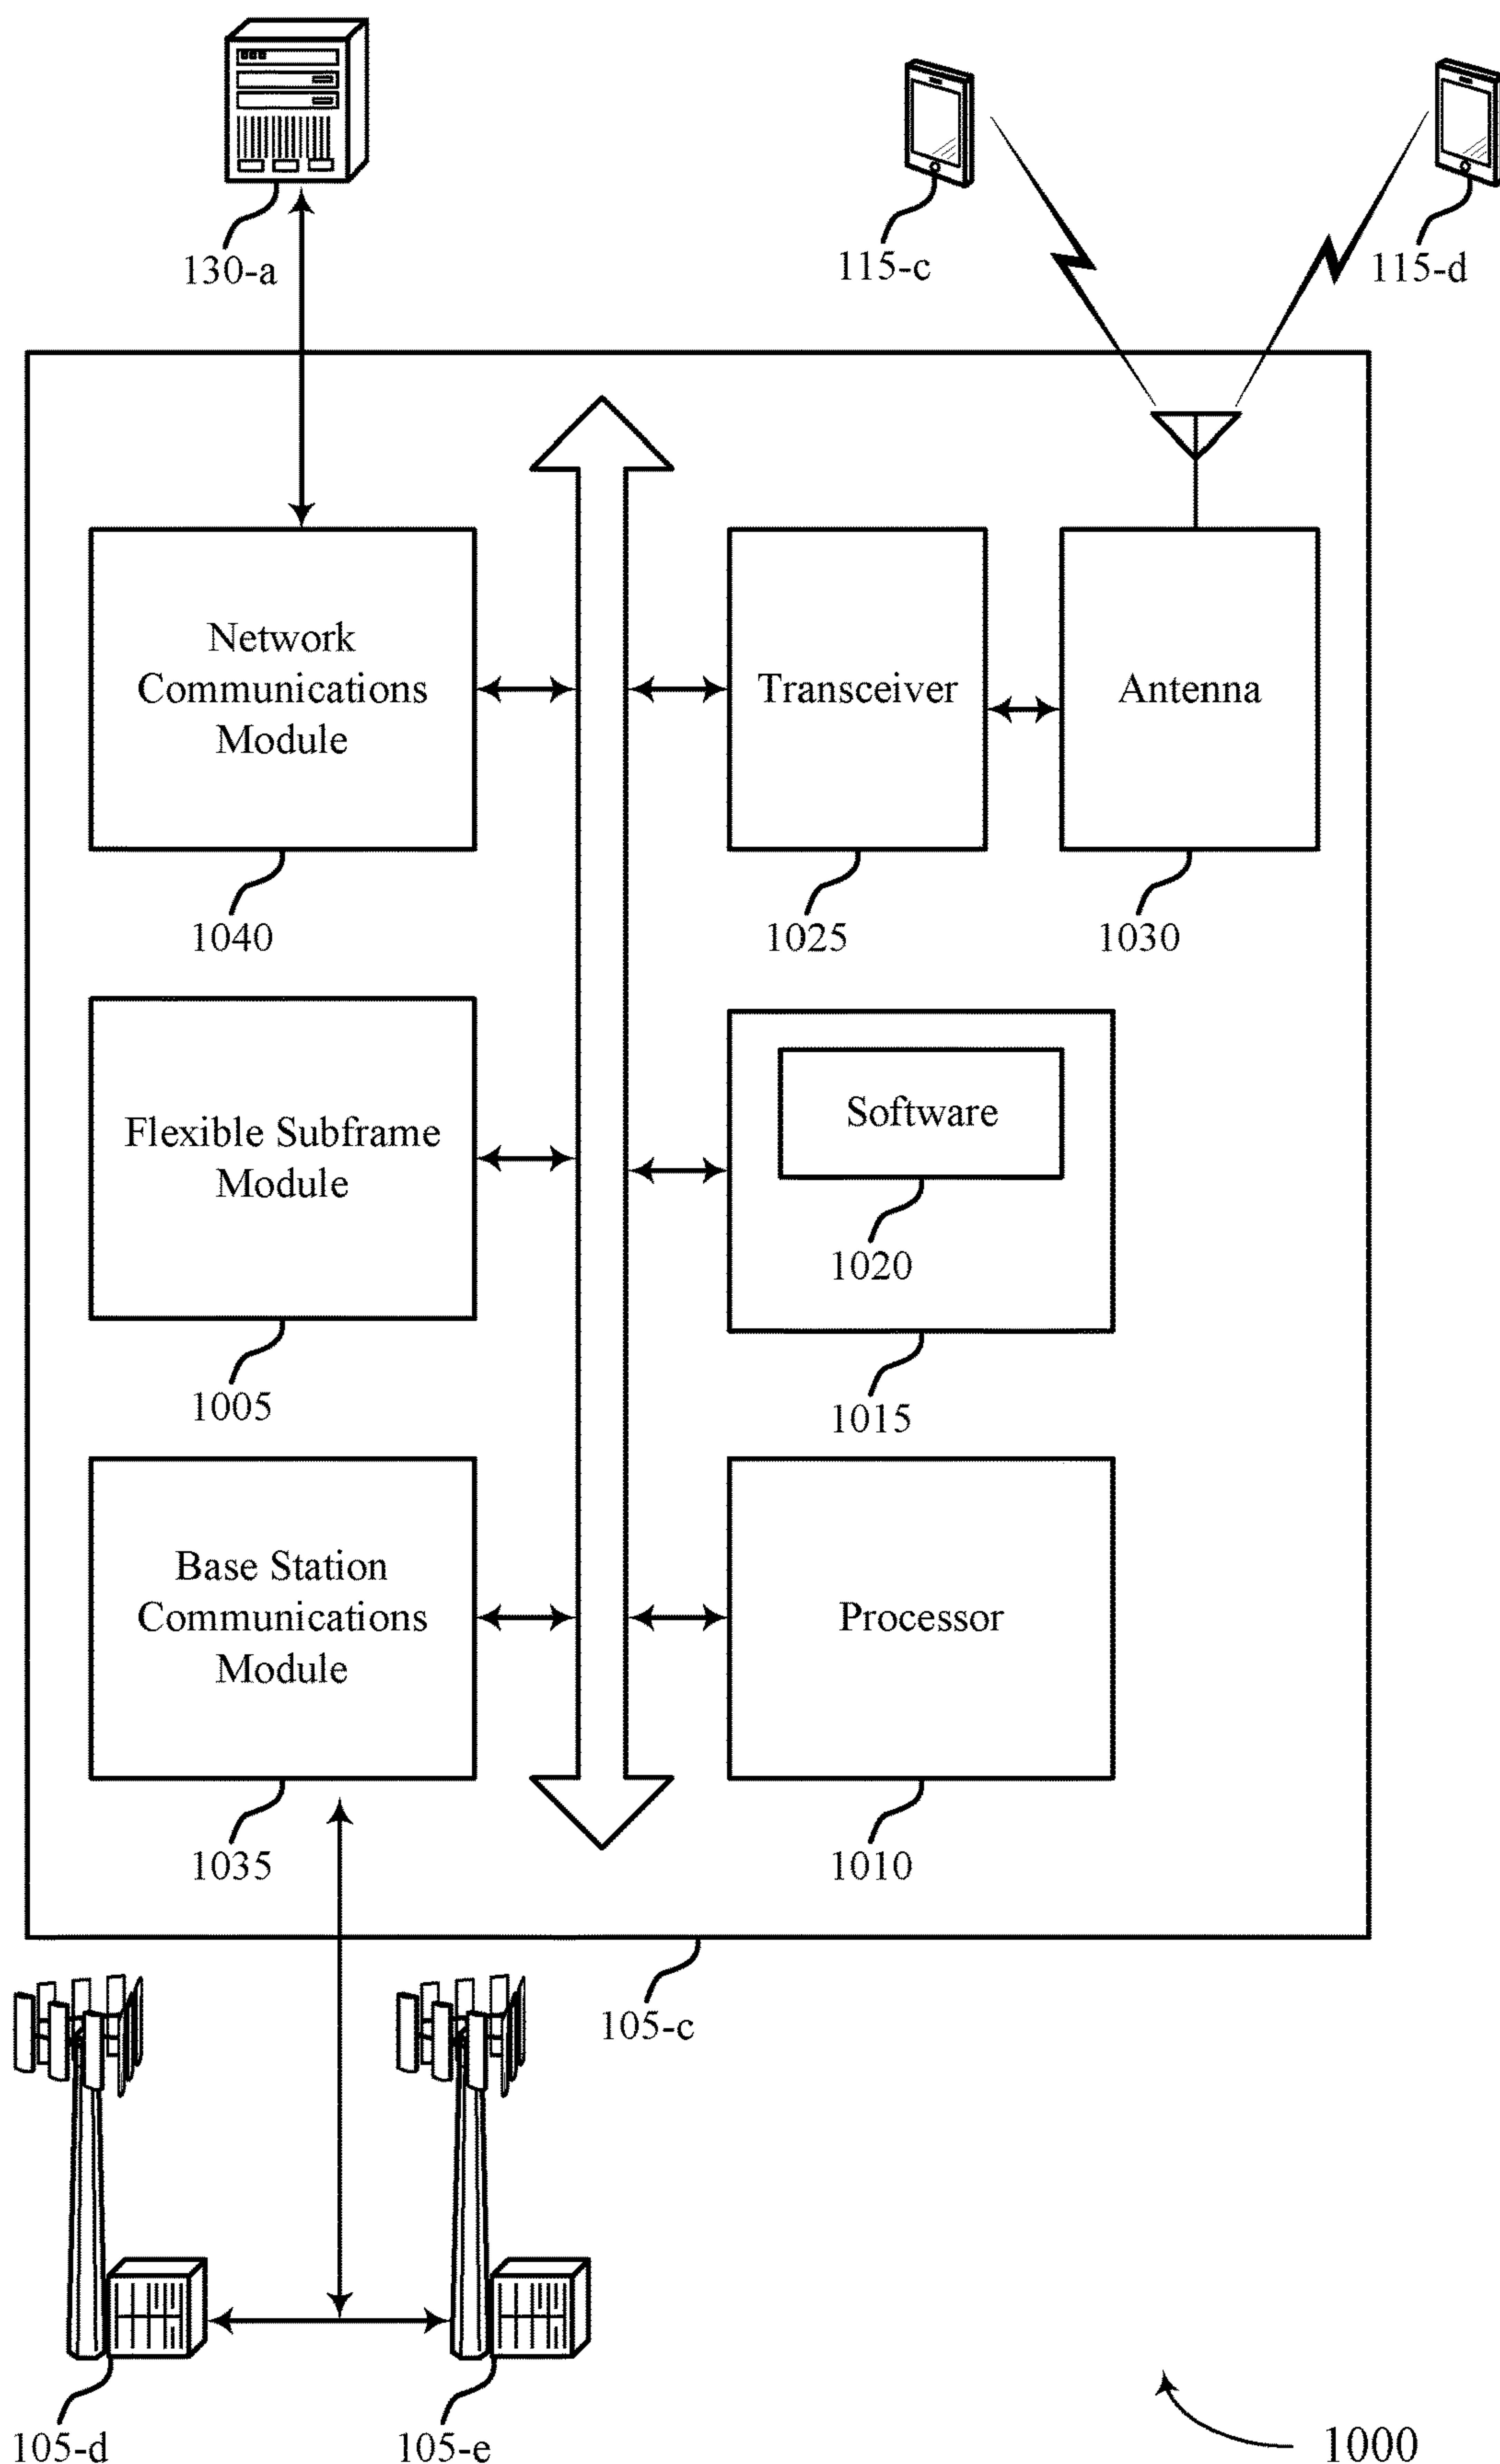 130-a
115-c
115-d
Network
Communications
Module
1040
Transceiver
1025
Antenna
1030
Flexible Subframe
Module
1005
Software
1020
1015
Base Station
Communications
Module
1035
Processor
1010
105-c
105-d
105-e
1000